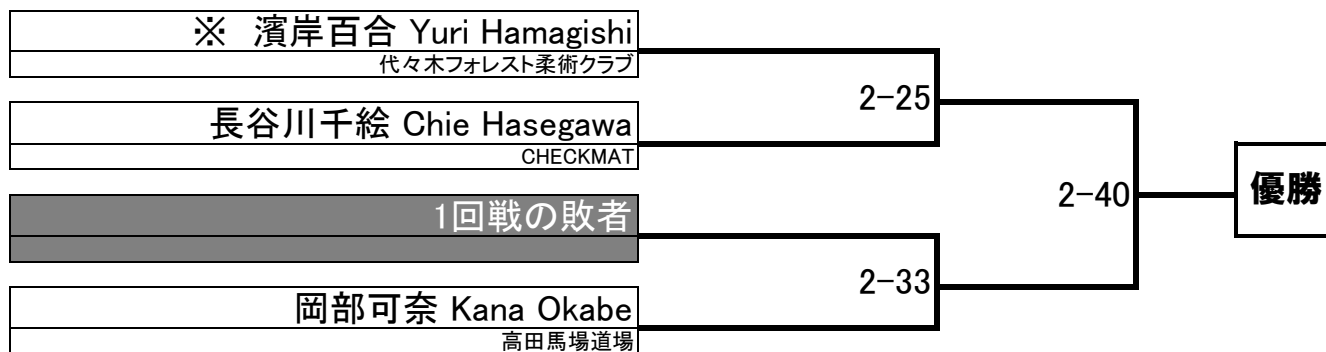 ※ 濱岸百合 Yuri Hamagishi
代々木フォレスト柔術クラブ
2-25
長谷川千絵 Chie Hasegawa
CHECKMAT
2-40
優勝
1回戦の敗者
2-33
岡部可奈 Kana Okabe
高田馬場道場